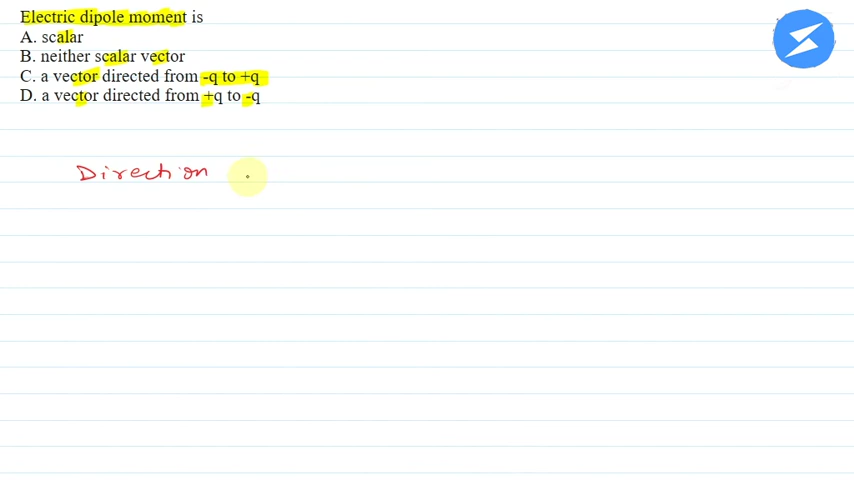 Electric dipole moment is
A. scalar
B. neither scalar vector
C. a vector directed from -q to +q
D. a vector directed from +q to -q
Direction